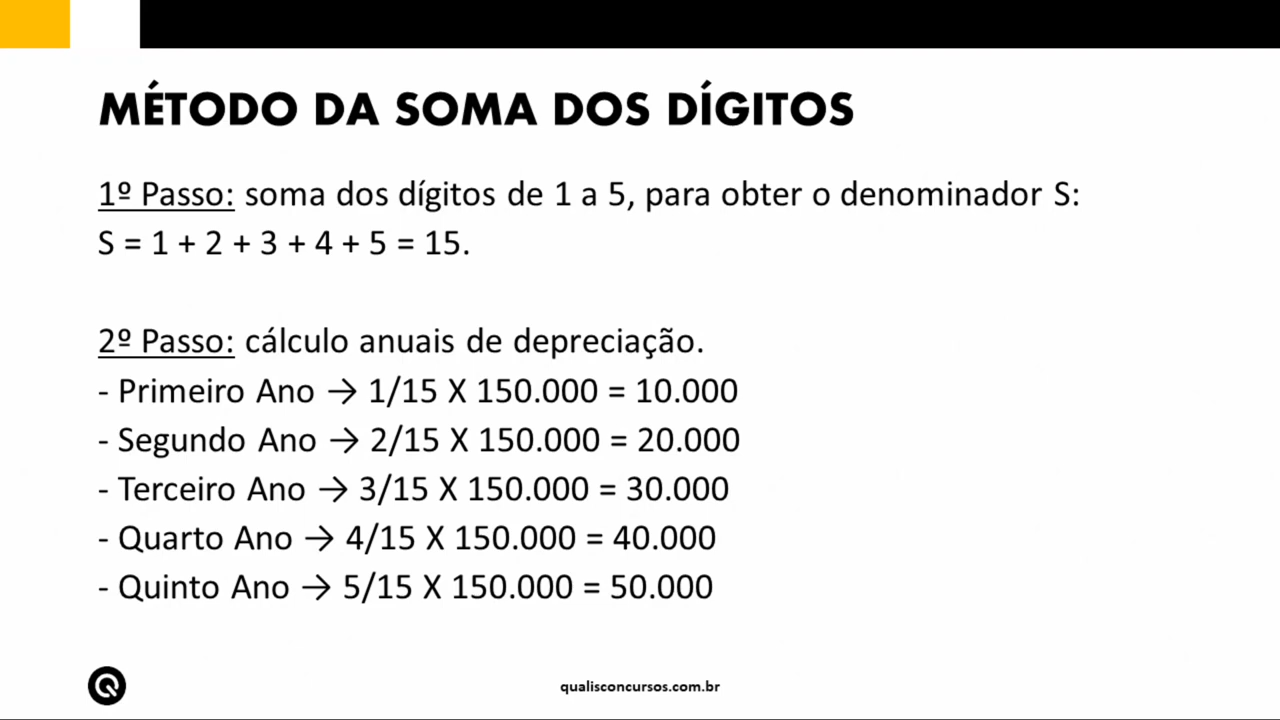 MÉTODO DA SOMA DOS DÍGITOS
1º Passo: soma dos dígitos de 1 a 5, para obter o denominador S:
S = 1 + 2 + 3 + 4 + 5 = 15.
2º Passo: cálculo anuais de depreciação.
- Primeiro Ano → 1/15 X 150.000 = 10.000
- Segundo Ano → 2/15 X 150.000 = 20.000
- Terceiro Ano → 3/15 X 150.000 = 30.000
- Quarto Ano → 4/15 X 150.000 = 40.000
- Quinto Ano → 5/15 X 150.000 = 50.000
qualisconcursos.com.br